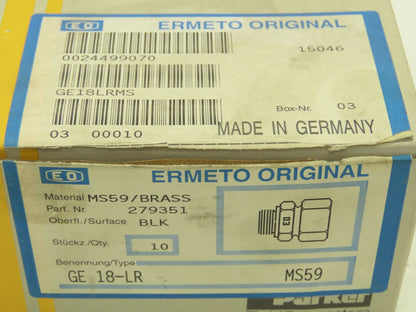 EO ERMETO ORIGINAL
15046
0024499070
GE18LRMS
Box-Nr. 03
03 00010 MADE IN GERMANY
EO ERMETO ORIGINAL
Material MS59/BRASS
Part. Nr. 279351
Oberfl./Surface BLK
EO
Stückz./Qty. 10
Benennung/Type
GE 18-LR MS59
Parker